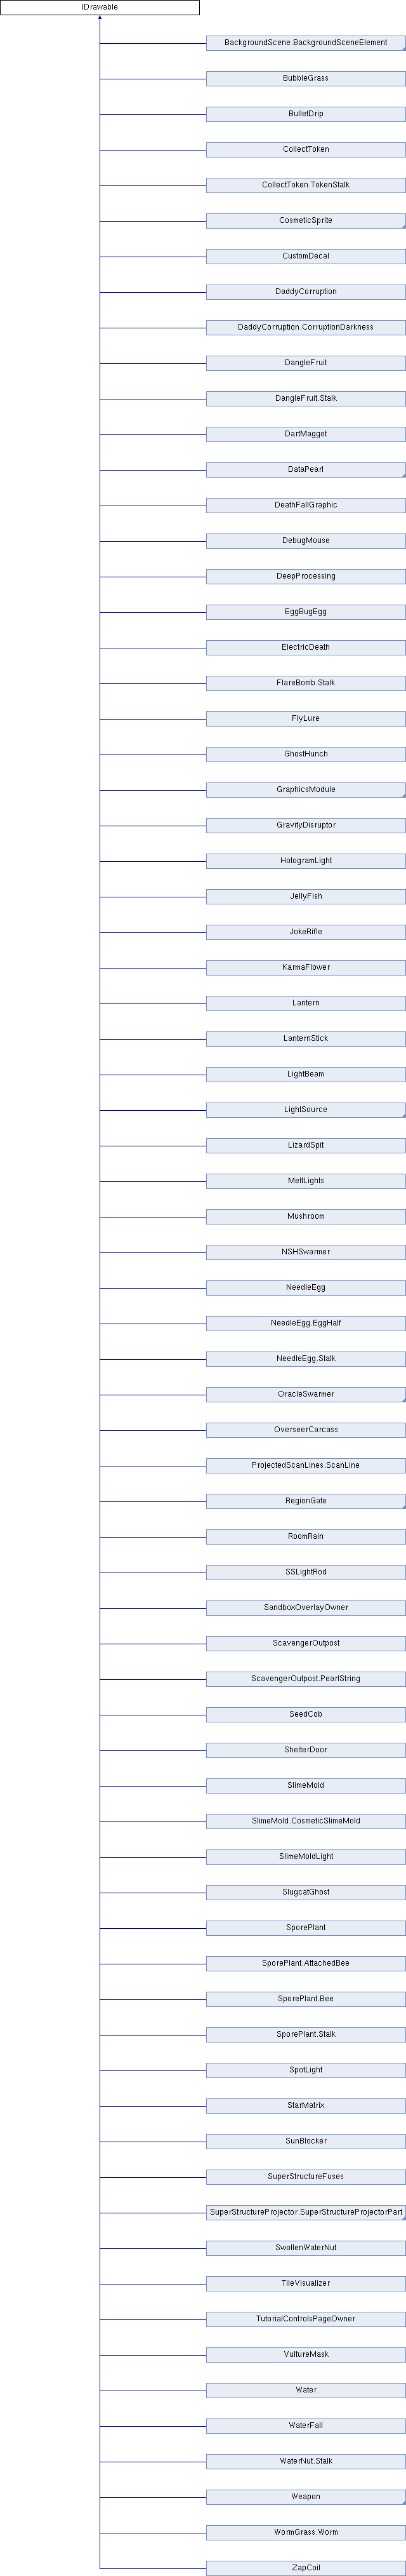 IDrawable
BackgroundScene.BackgroundSceneElement
BubbleGrass
BulletDrip
CollectToken
CollectToken.TokenStalk
CosmeticSprite
CustomDecal
DaddyCorruption
DaddyCorruption.CorruptionDarkness
DangleFruit
DangleFruit.Stalk
DartMaggot
DataPearl
DeathFallGraphic
DebugMouse
DeepProcessing
EggBugEgg
ElectricDeath
FlareBomb.Stalk
FlyLure
GhostHunch
GraphicsModule
GravityDisruptor
HologramLight
JellyFish
JokeRifle
KarmaFlower
Lantern
LanternStick
LightBeam
LightSource
LizardSpit
MeltLights
Mushroom
NSHSwarmer
NeedleEgg
NeedleEgg.EggHalf
NeedleEgg.Stalk
OracleSwarmer
OverseerCarcass
ProjectedScanLines.ScanLine
RegionGate
RoomRain
SSLightRod
SandboxOverlayOwner
ScavengerOutpost
ScavengerOutpost.PearlString
SeedCob
ShelterDoor
SlimeMold
SlimeMold.CosmeticSlimeMold
SlimeMoldLight
SlugcatGhost
SporePlant
SporePlant.AttachedBee
SporePlant.Bee
SporePlant.Stalk
SpotLight
StarMatrix
SunBlocker
SuperStructureFuses
SuperStructureProjector.SuperStructureProjectorPart
SwollenWaterNut
TileVisualizer
TutorialControlsPageOwner
VultureMask
Water
WaterFall
WaterNut.Stalk
Weapon
WormGrass.Worm
ZapCoil